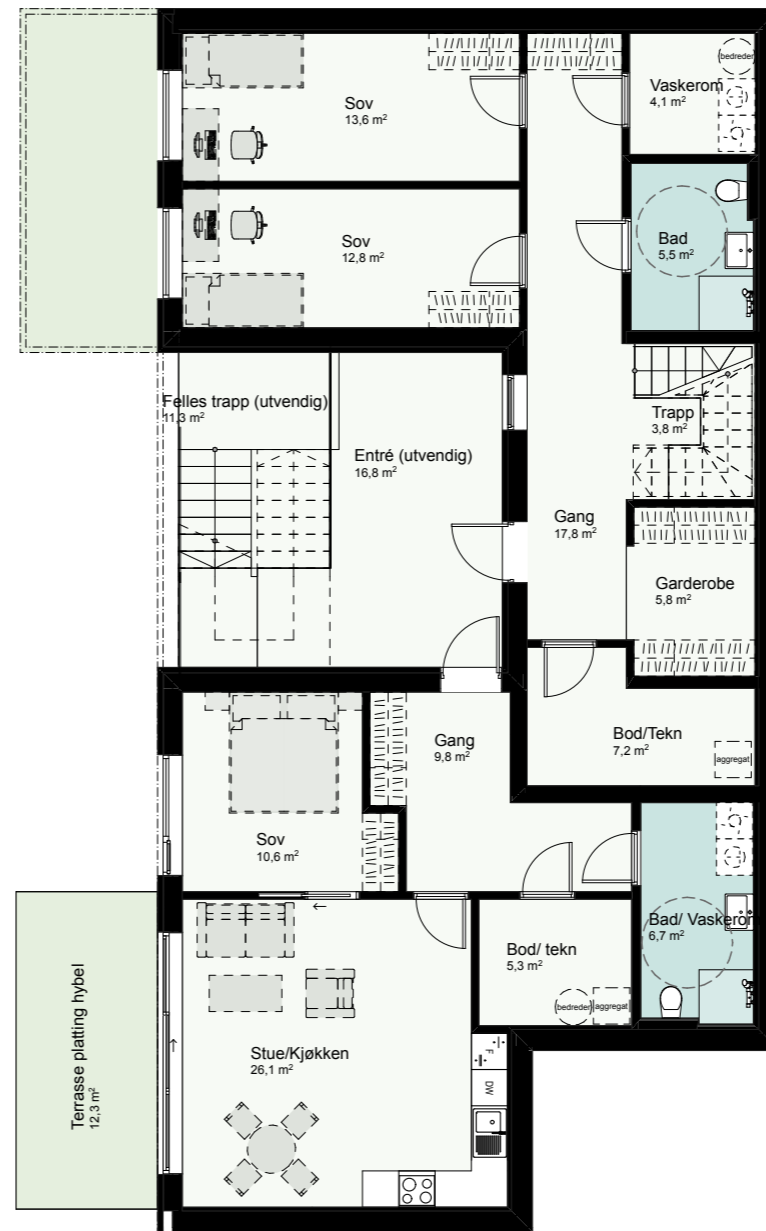 bedreder
Vaskerom
4,1 m²
Sov
13,6 m²
Sov
12,8 m²
Bad
5,5 m²
Felles trapp (utvendig)
11,3 m²
Entré (utvendig)
16,8 m²
Trapp
3,8 m²
Gang
17,8 m²
Garderobe
5,8 m²
Bod/Tekn
7,2 m²
aggregat
Gang
9,8 m²
Sov
10,6 m²
Bad/ Vaskerom
6,7 m²
Bod/ tekn
5,3 m²
bedreder
aggregat
Stue/Kjøkken
26,1 m²
F
DW
Terrasse platting hybel
12,3 m²